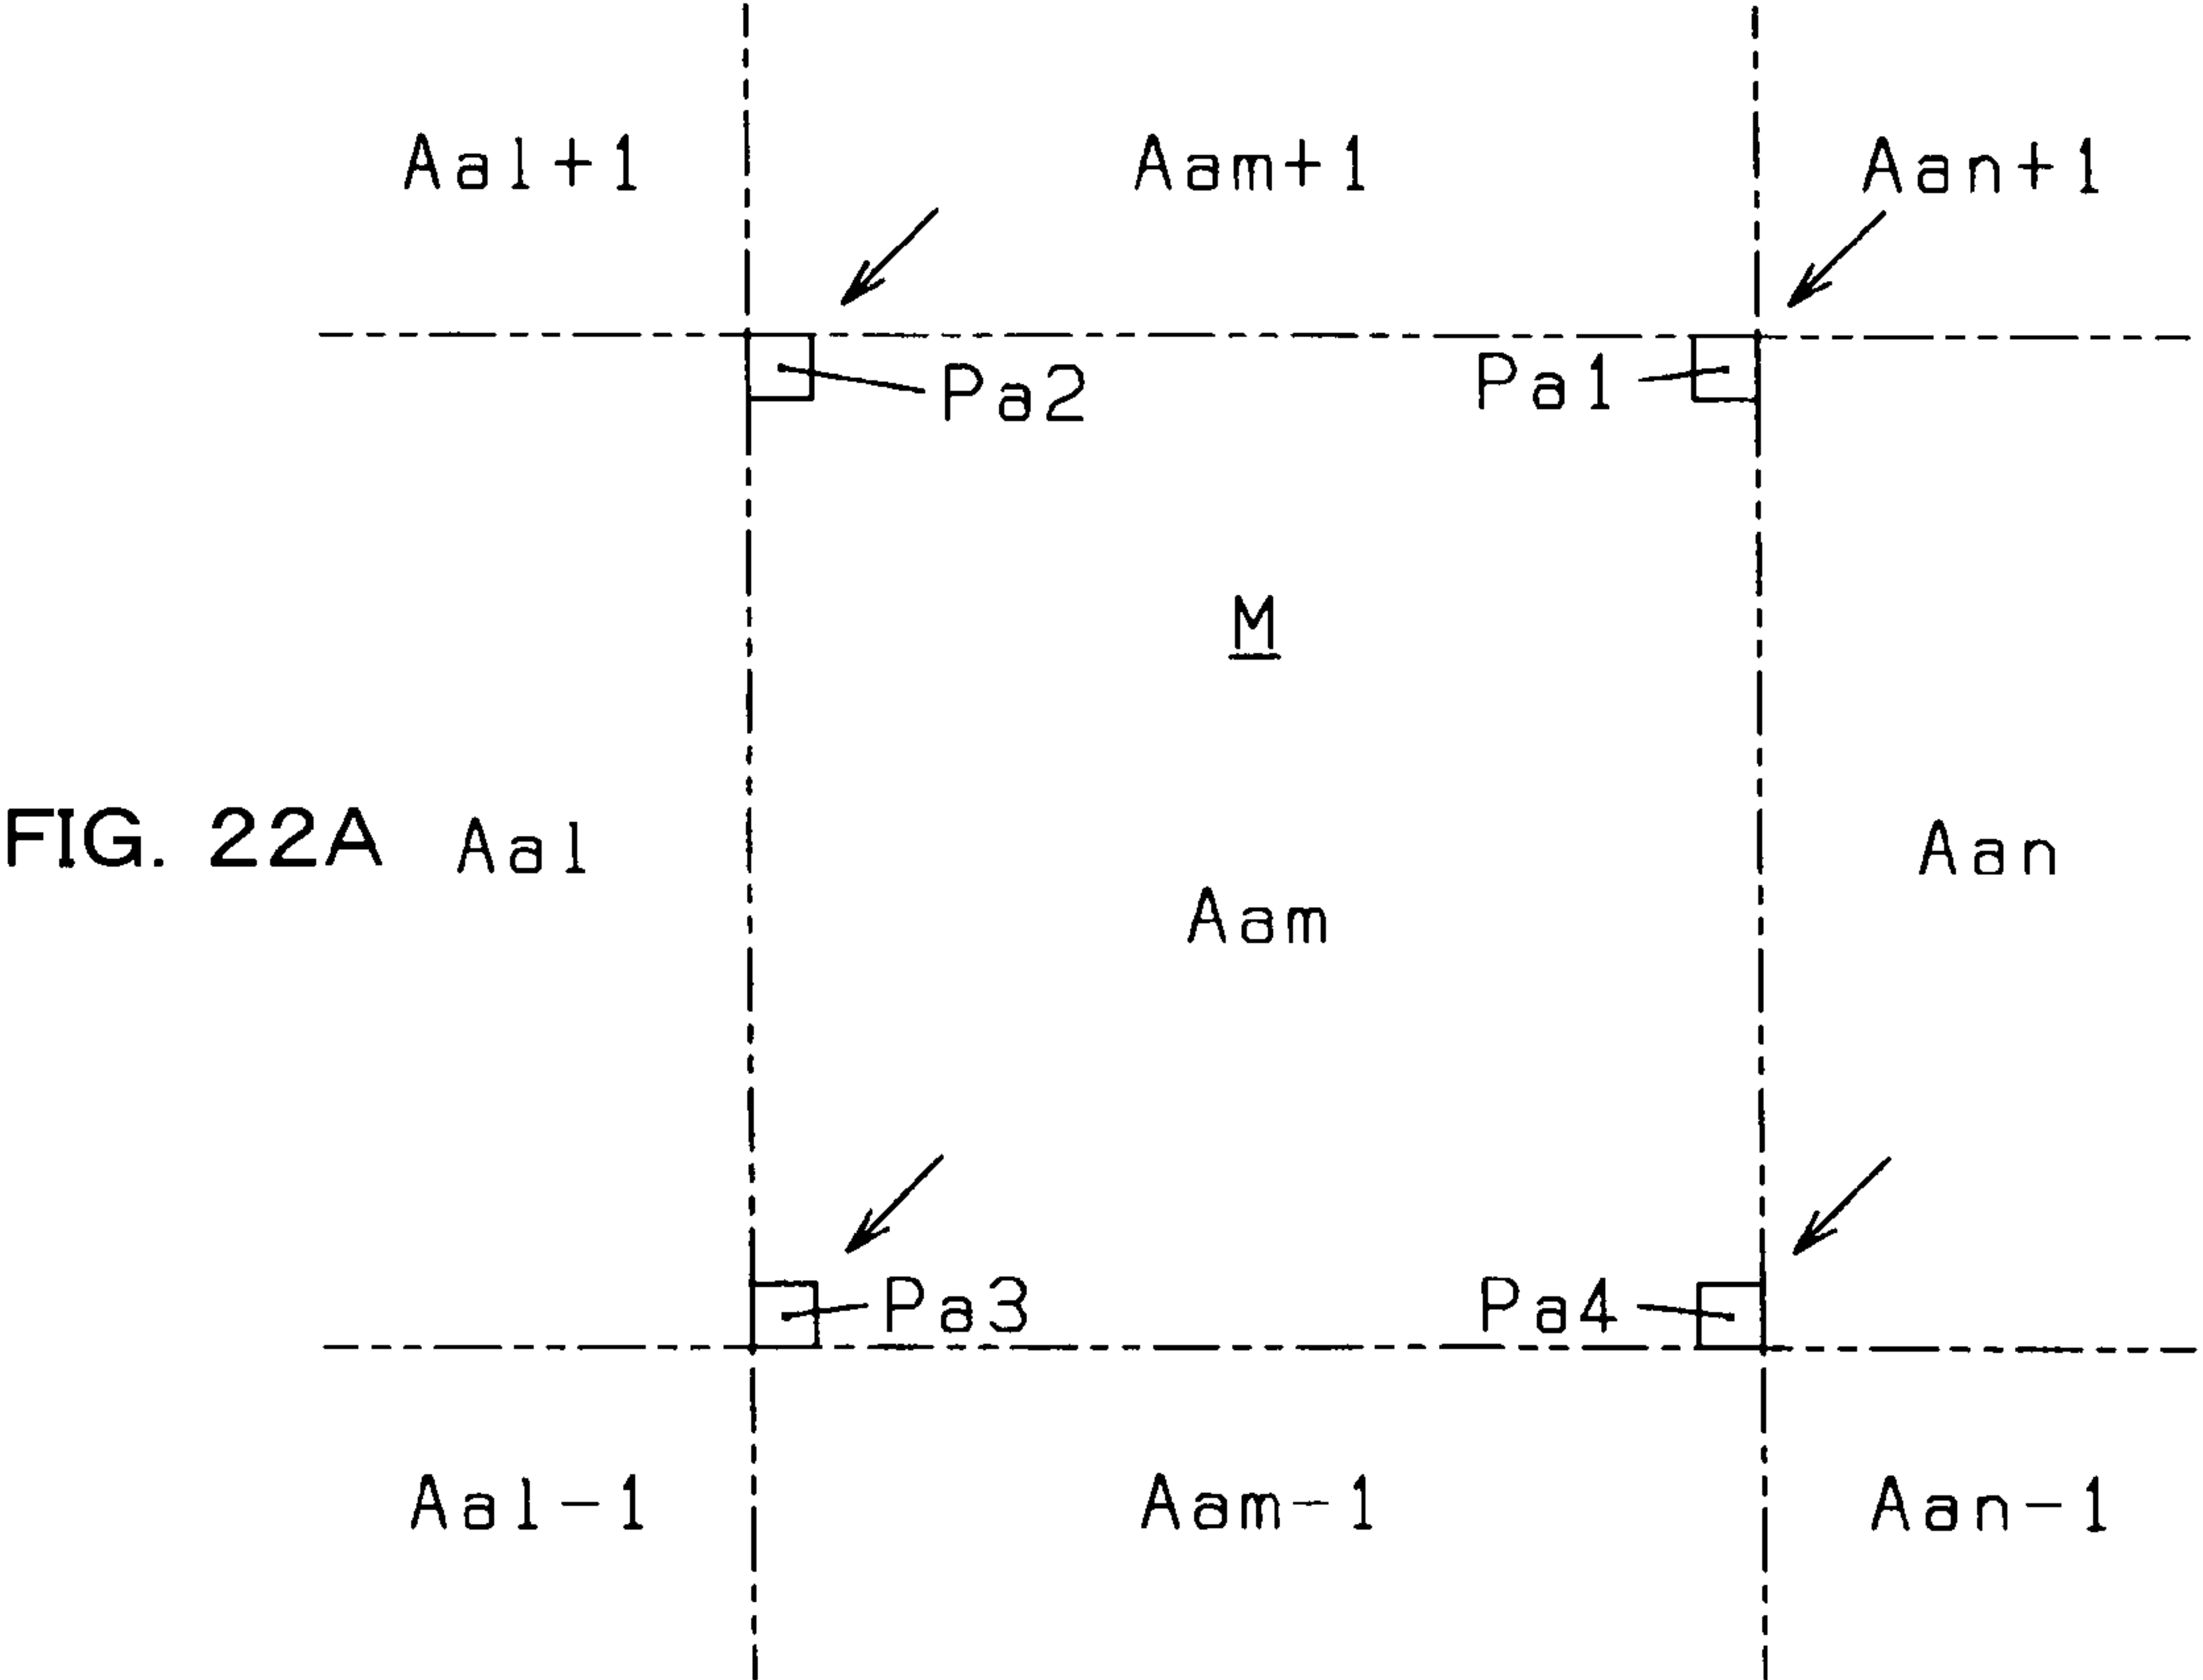 Aal+1 Aam+1 Aan+1
Pa2 Pa1
M
FIG. 22A Aal Aan
Aam
Pa3 Pa4
Aal-1 Aam-1 Aan-1